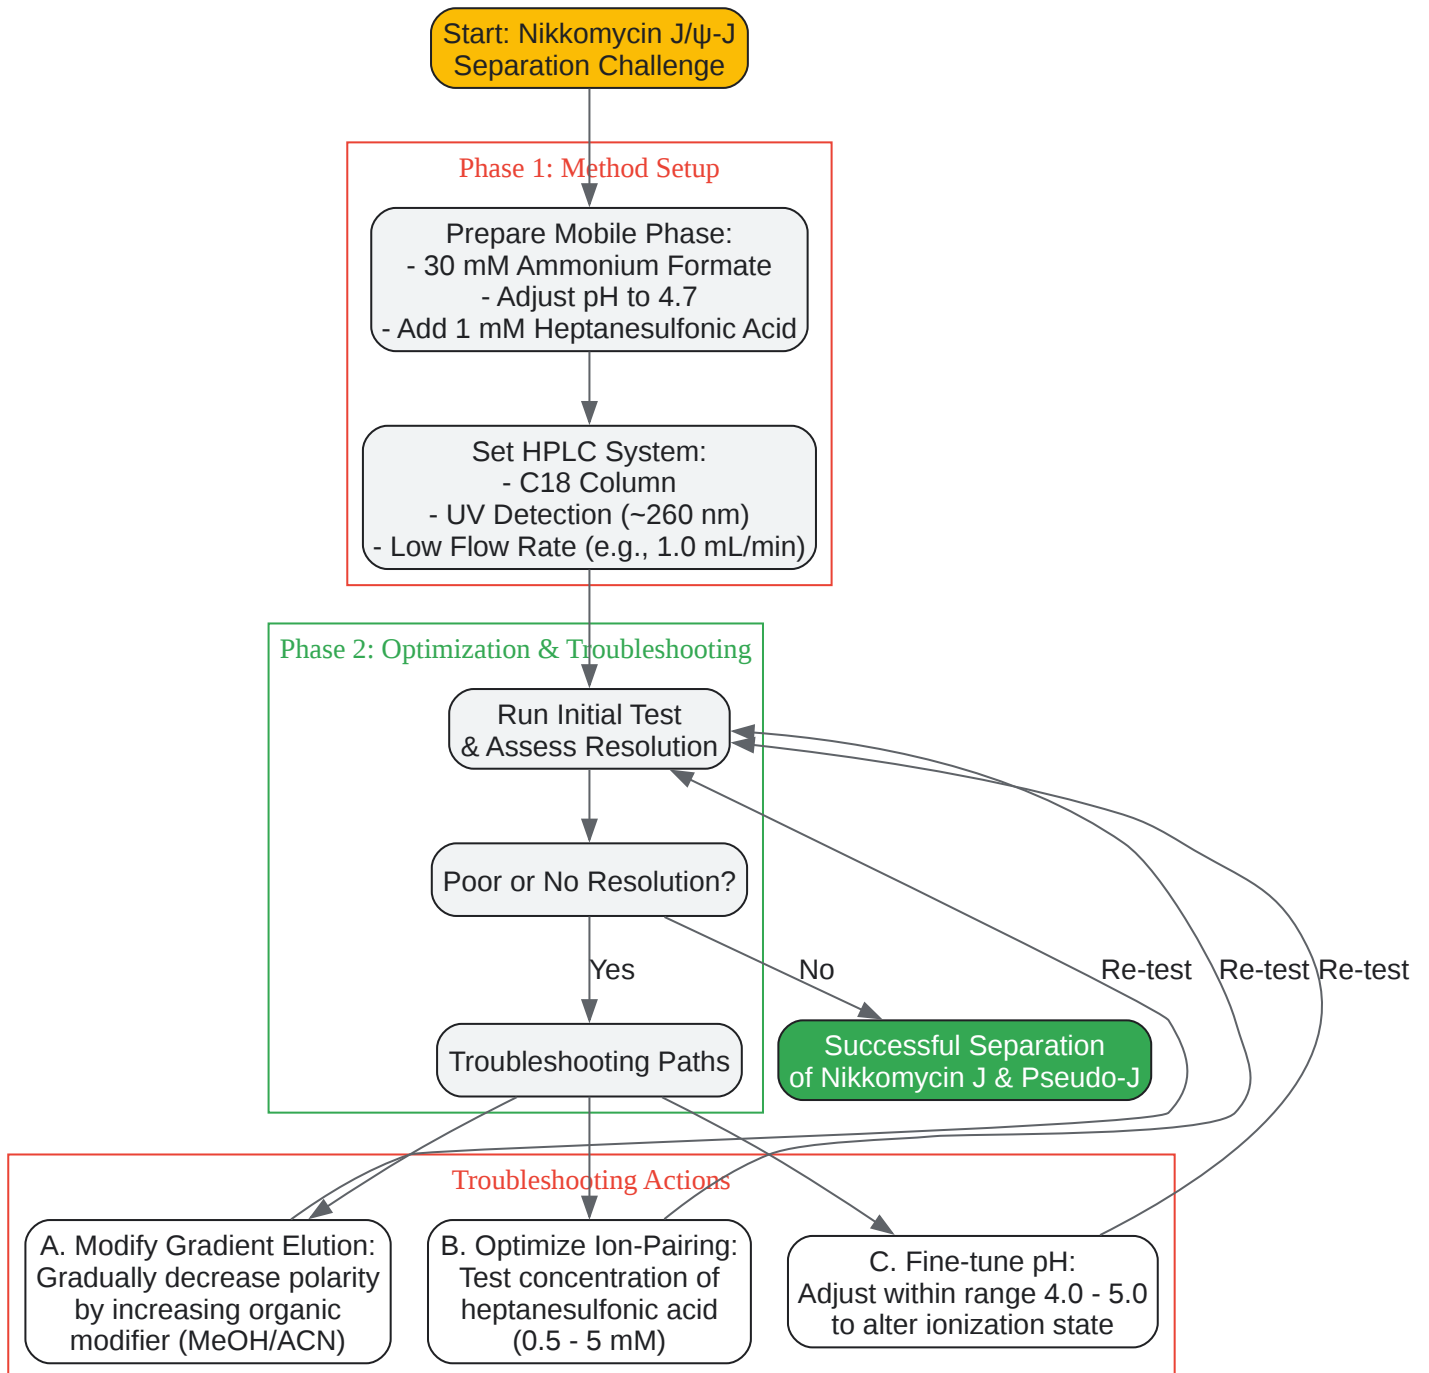 Start: Nikkomycin J/ψ-J
Separation Challenge
Phase 1: Method Setup
Prepare Mobile Phase:
- 30 mM Ammonium Formate
- Adjust pH to 4.7
- Add 1 mM Heptanesulfonic Acid
Set HPLC System:
- C18 Column
- UV Detection (~260 nm)
- Low Flow Rate (e.g., 1.0 mL/min)
Phase 2: Optimization & Troubleshooting
Run Initial Test
& Assess Resolution
Poor or No Resolution?
Yes
No
Re-test
Re-test
Re-test
Troubleshooting Paths
Successful Separation
of Nikkomycin J & Pseudo-J
Troubleshooting Actions
A. Modify Gradient Elution:
Gradually decrease polarity
by increasing organic
modifier (MeOH/ACN)
B. Optimize Ion-Pairing:
Test concentration of
heptanesulfonic acid
(0.5 - 5 mM)
C. Fine-tune pH:
Adjust within range 4.0 - 5.0
to alter ionization state